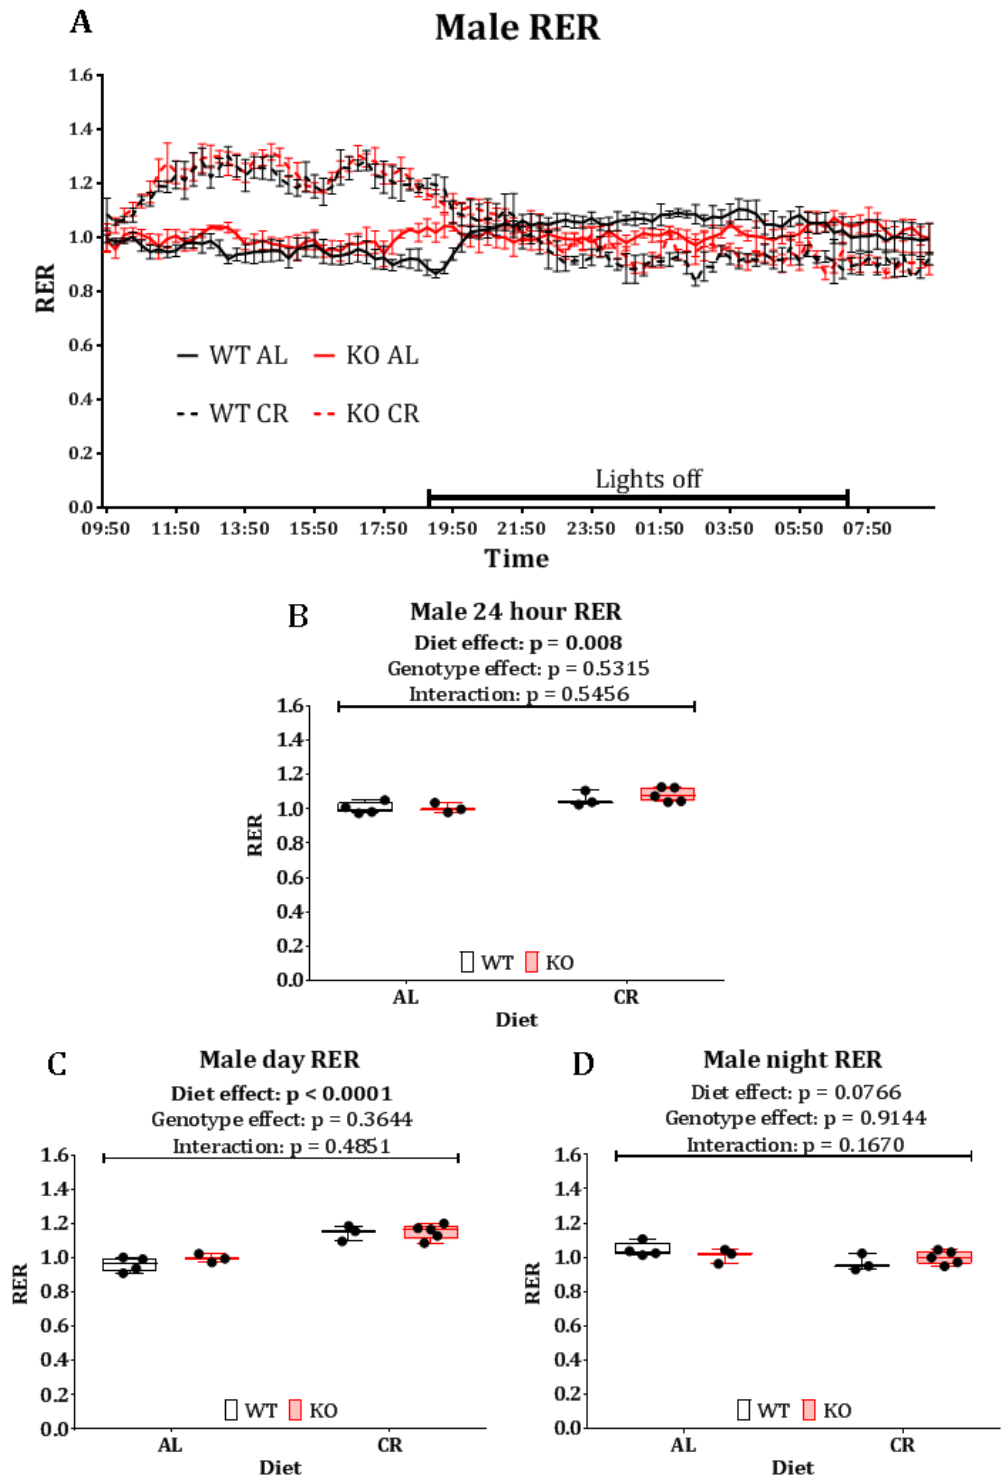 A
Male RER
1.6
1.4
1.2
1.0
0.8
0.6
0.4
0.2
0.0
RER
WT AL
KO AL
WT CR
KO CR
Lights off
09:50 11:50 13:50 15:50 17:50 19:50 21:50 23:50 01:50 03:50 05:50 07:50
Time
B
Male 24 hour RER
Diet effect: p = 0.008
Genotype effect: p = 0.5315
Interaction: p = 0.5456
1.6
1.4
1.2
1.0
0.8
0.6
0.4
0.2
0.0
RER
WT KO
AL CR
Diet
C
Male day RER
Diet effect: p < 0.0001
Genotype effect: p = 0.3644
Interaction: p = 0.4851
1.6
1.4
1.2
1.0
0.8
0.6
0.4
0.2
0.0
RER
WT KO
AL CR
Diet
D
Male night RER
Diet effect: p = 0.0766
Genotype effect: p = 0.9144
Interaction: p = 0.1670
1.6
1.4
1.2
1.0
0.8
0.6
0.4
0.2
0.0
RER
WT KO
AL CR
Diet